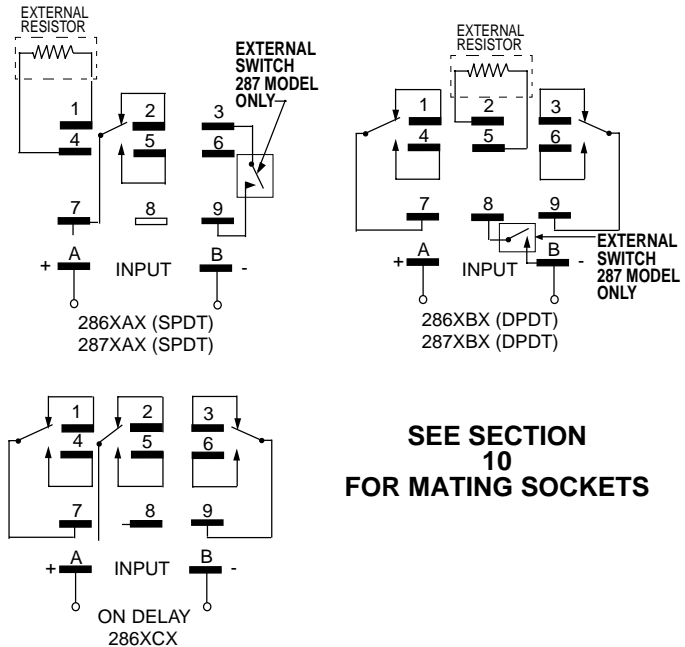 EXTERNAL
RESISTOR
EXTERNAL
SWITCH
287 MODEL
ONLY
1 2 3
4 5 6
7 8 9
+ A INPUT B -
286XAX (SPDT)
287XAX (SPDT)
EXTERNAL
RESISTOR
1 2 3
4 5 6
7 8 9
+ A INPUT B -
EXTERNAL
SWITCH
287 MODEL
ONLY
286XBX (DPDT)
287XBX (DPDT)
1 2 3
4 5 6
7 8 9
+ A INPUT B -
ON DELAY
286XCX
SEE SECTION
10
FOR MATING SOCKETS